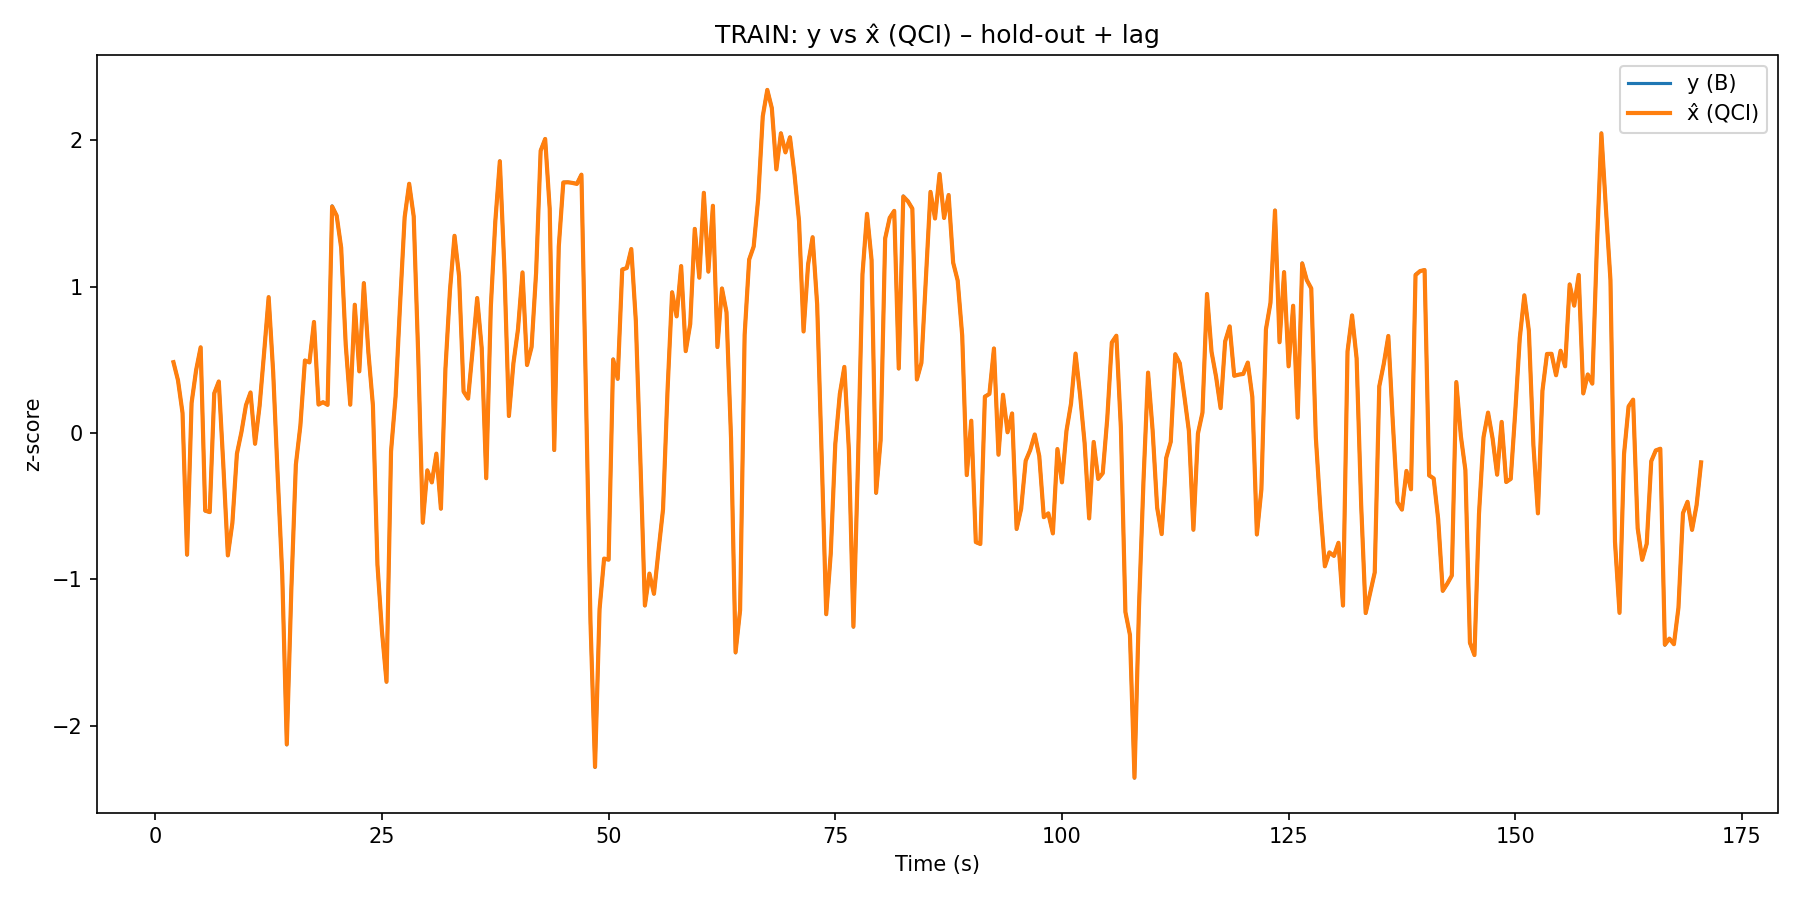 TRAIN: y vs x̂ (QCI) – hold-out + lag
y (B)
x̂ (QCI)
2
1
0
−1
−2
z-score
0 25 50 75 100 125 150 175
Time (s)